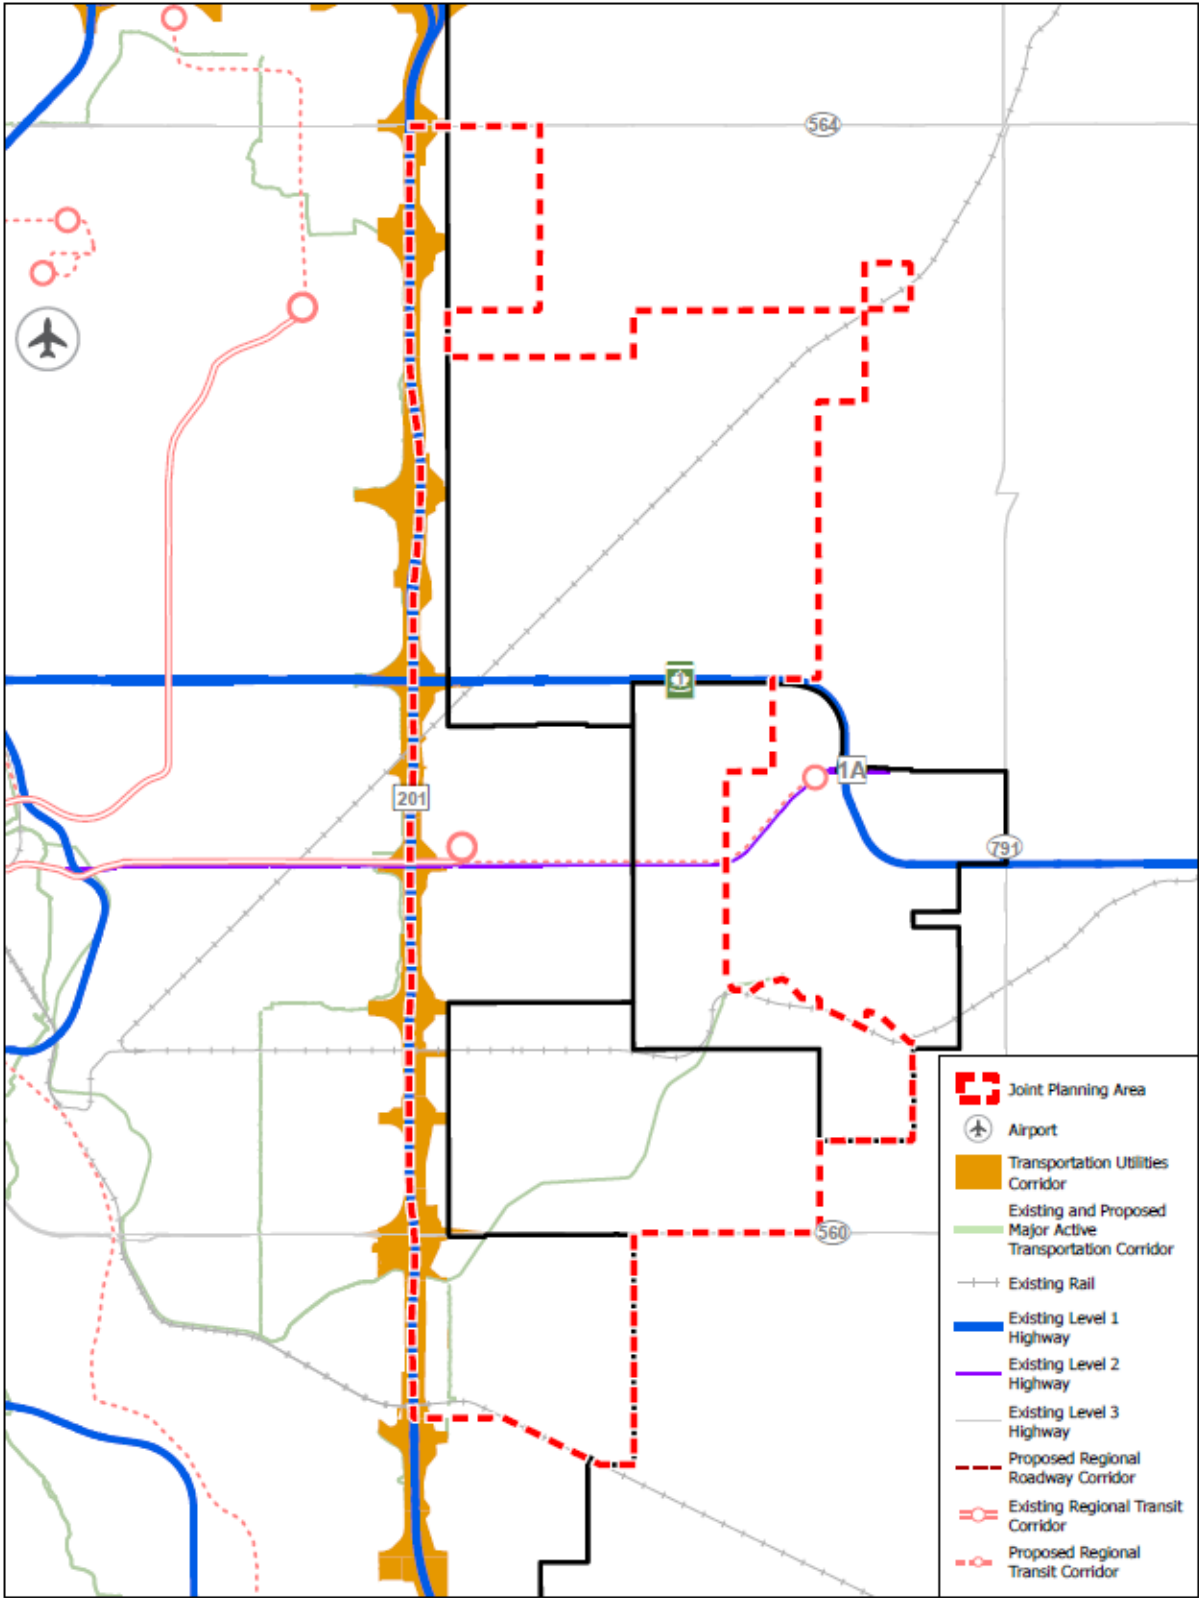 564
1
1A
201
791
560
Joint Planning Area
Airport
Transportation Utilities
Corridor
Existing and Proposed
Major Active
Transportation Corridor
Existing Rail
Existing Level 1
Highway
Existing Level 2
Highway
Existing Level 3
Highway
Proposed Regional
Roadway Corridor
Existing Regional Transit
Corridor
Proposed Regional
Transit Corridor